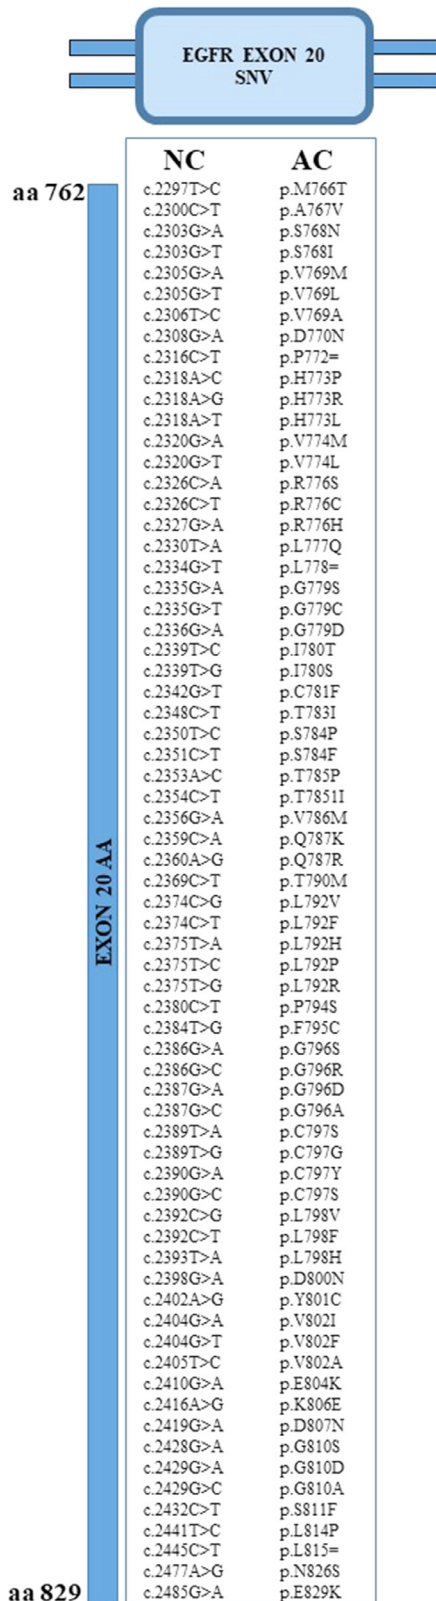 EGFR EXON 20
SNV
NC AC
aa 762
c.2297T>C p.M766T
c.2300C>T p.A767V
c.2303G>A p.S768N
c.2303G>T p.S768I
c.2305G>A p.V769M
c.2305G>T p.V769L
c.2306T>C p.V769A
c.2308G>A p.D770N
c.2316C>T p.P772=
c.2318A>C p.H773P
c.2318A>G p.H773R
c.2318A>T p.H773L
c.2320G>A p.V774M
c.2320G>T p.V774L
c.2326C>A p.R776S
c.2326C>T p.R776C
c.2327G>A p.R776H
c.2330T>A p.L777Q
c.2334G>T p.L778=
c.2335G>A p.G779S
c.2335G>T p.G779C
c.2336G>A p.G779D
c.2339T>C p.I780T
c.2339T>G p.I780S
c.2342G>T p.C781F
c.2348C>T p.T783I
c.2350T>C p.S784P
c.2351C>T p.S784F
c.2353A>C p.T785P
c.2354C>T p.T7851I
c.2356G>A p.V786M
c.2359C>A p.Q787K
c.2360A>G p.Q787R
c.2369C>T p.T790M
c.2374C>G p.L792V
c.2374C>T p.L792F
c.2375T>A p.L792H
c.2375T>C p.L792P
c.2375T>G p.L792R
c.2380C>T p.P794S
c.2384T>G p.F795C
c.2386G>A p.G796S
c.2386G>C p.G796R
c.2387G>A p.G796D
c.2387G>C p.G796A
c.2389T>A p.C797S
c.2389T>G p.C797G
c.2390G>A p.C797Y
c.2390G>C p.C797S
c.2392C>G p.L798V
c.2392C>T p.L798F
c.2393T>A p.L798H
c.2398G>A p.D800N
c.2402A>G p.Y801C
c.2404G>A p.V802I
c.2404G>T p.V802F
c.2405T>C p.V802A
c.2410G>A p.E804K
c.2416A>G p.K806E
c.2419G>A p.D807N
c.2428G>A p.G810S
c.2429G>A p.G810D
c.2429G>C p.G810A
c.2432C>T p.S811F
c.2441T>C p.L814P
c.2445C>T p.L815=
c.2477A>G p.N826S
c.2485G>A p.E829K
EXON 20 AA
aa 829